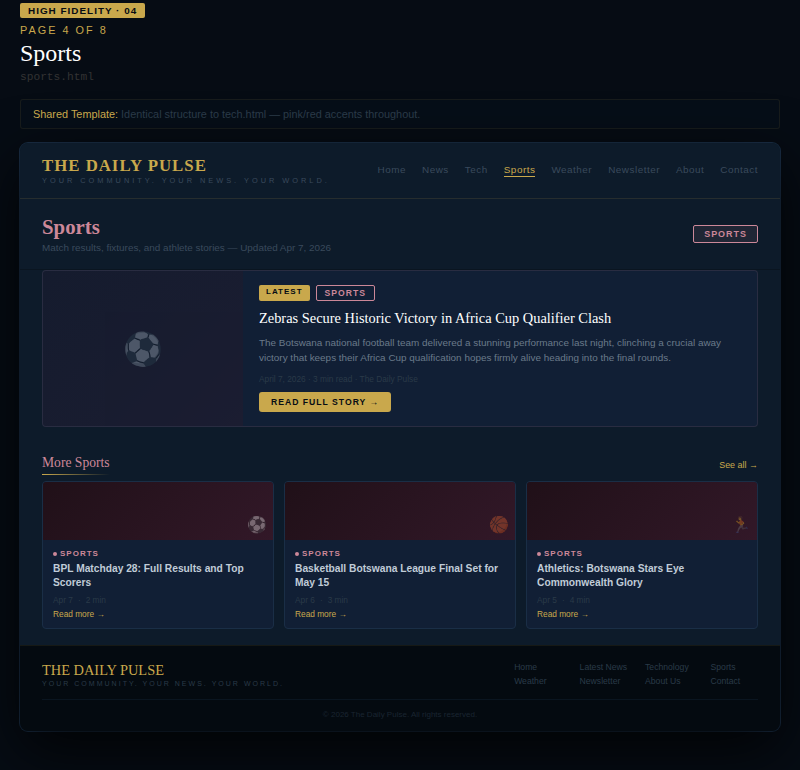 HIGH FIDELITY · 04
PAGE 4 OF 8
Sports
sports.html
Shared Template: Identical structure to tech.html — pink/red accents throughout.
THE DAILY PULSE
YOUR COMMUNITY. YOUR NEWS. YOUR WORLD.
Home News Tech Sports Weather Newsletter About Contact
Sports
Match results, fixtures, and athlete stories — Updated Apr 7, 2026
SPORTS
LATEST SPORTS
Zebras Secure Historic Victory in Africa Cup Qualifier Clash
The Botswana national football team delivered a stunning performance last night, clinching a crucial away
victory that keeps their Africa Cup qualification hopes firmly alive heading into the final rounds.
April 7, 2026 · 3 min read · The Daily Pulse
READ FULL STORY →
More Sports
See all →
SPORTS
BPL Matchday 28: Full Results and Top
Scorers
Apr 7 · 2 min
Read more →
SPORTS
Basketball Botswana League Final Set for
May 15
Apr 6 · 3 min
Read more →
SPORTS
Athletics: Botswana Stars Eye
Commonwealth Glory
Apr 5 · 4 min
Read more →
THE DAILY PULSE
YOUR COMMUNITY. YOUR NEWS. YOUR WORLD.
Home Latest News Technology Sports
Weather Newsletter About Us Contact
© 2026 The Daily Pulse. All rights reserved.